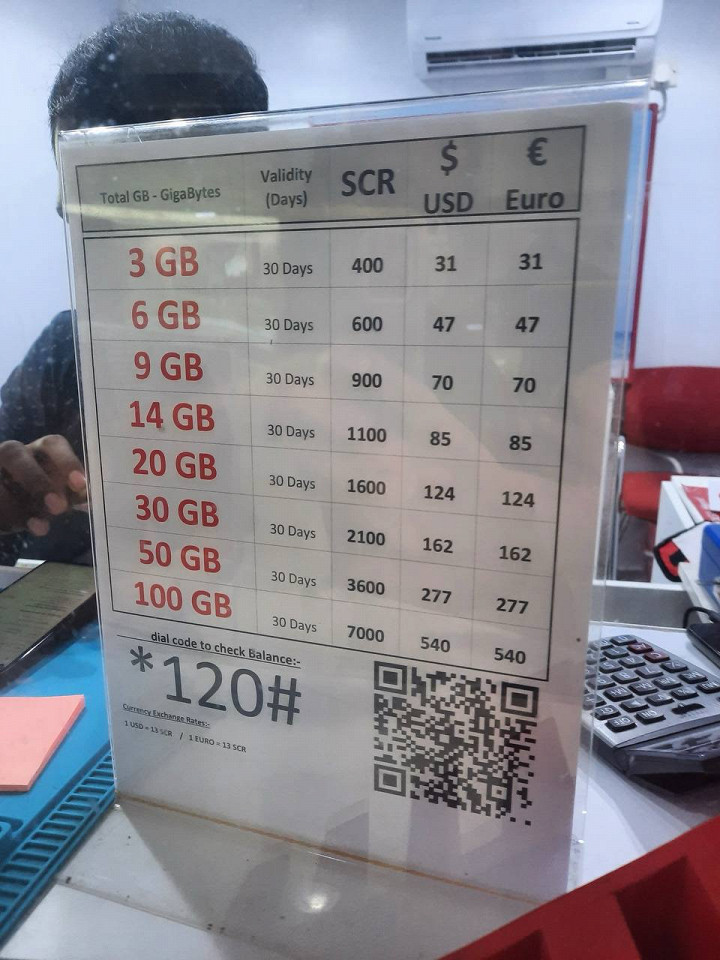 Total GB - GigaBytes Validity (Days) SCR $ USD € Euro
3 GB 30 Days 400 31 31
6 GB 30 Days 600 47 47
9 GB 30 Days 900 70 70
14 GB 30 Days 1100 85 85
20 GB 30 Days 1600 124 124
30 GB 30 Days 2100 162 162
50 GB 30 Days 3600 277 277
100 GB 30 Days 7000 540 540
dial code to check Balance:-
*120#
Currency Exchange Rates:-
1 USD = 13 SCR / 1 EURO = 13 SCR